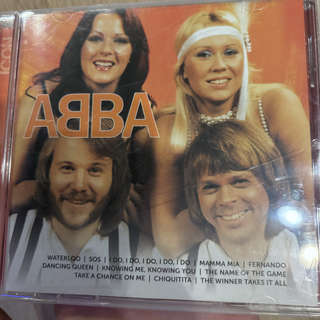 ICON
ABBA
WATERLOO | SOS | I DO, I DO, I DO, I DO, I DO | MAMMA MIA | FERNANDO
DANCING QUEEN | KNOWING ME, KNOWING YOU | THE NAME OF THE GAME
TAKE A CHANCE ON ME | CHIQUITITA | THE WINNER TAKES IT ALL